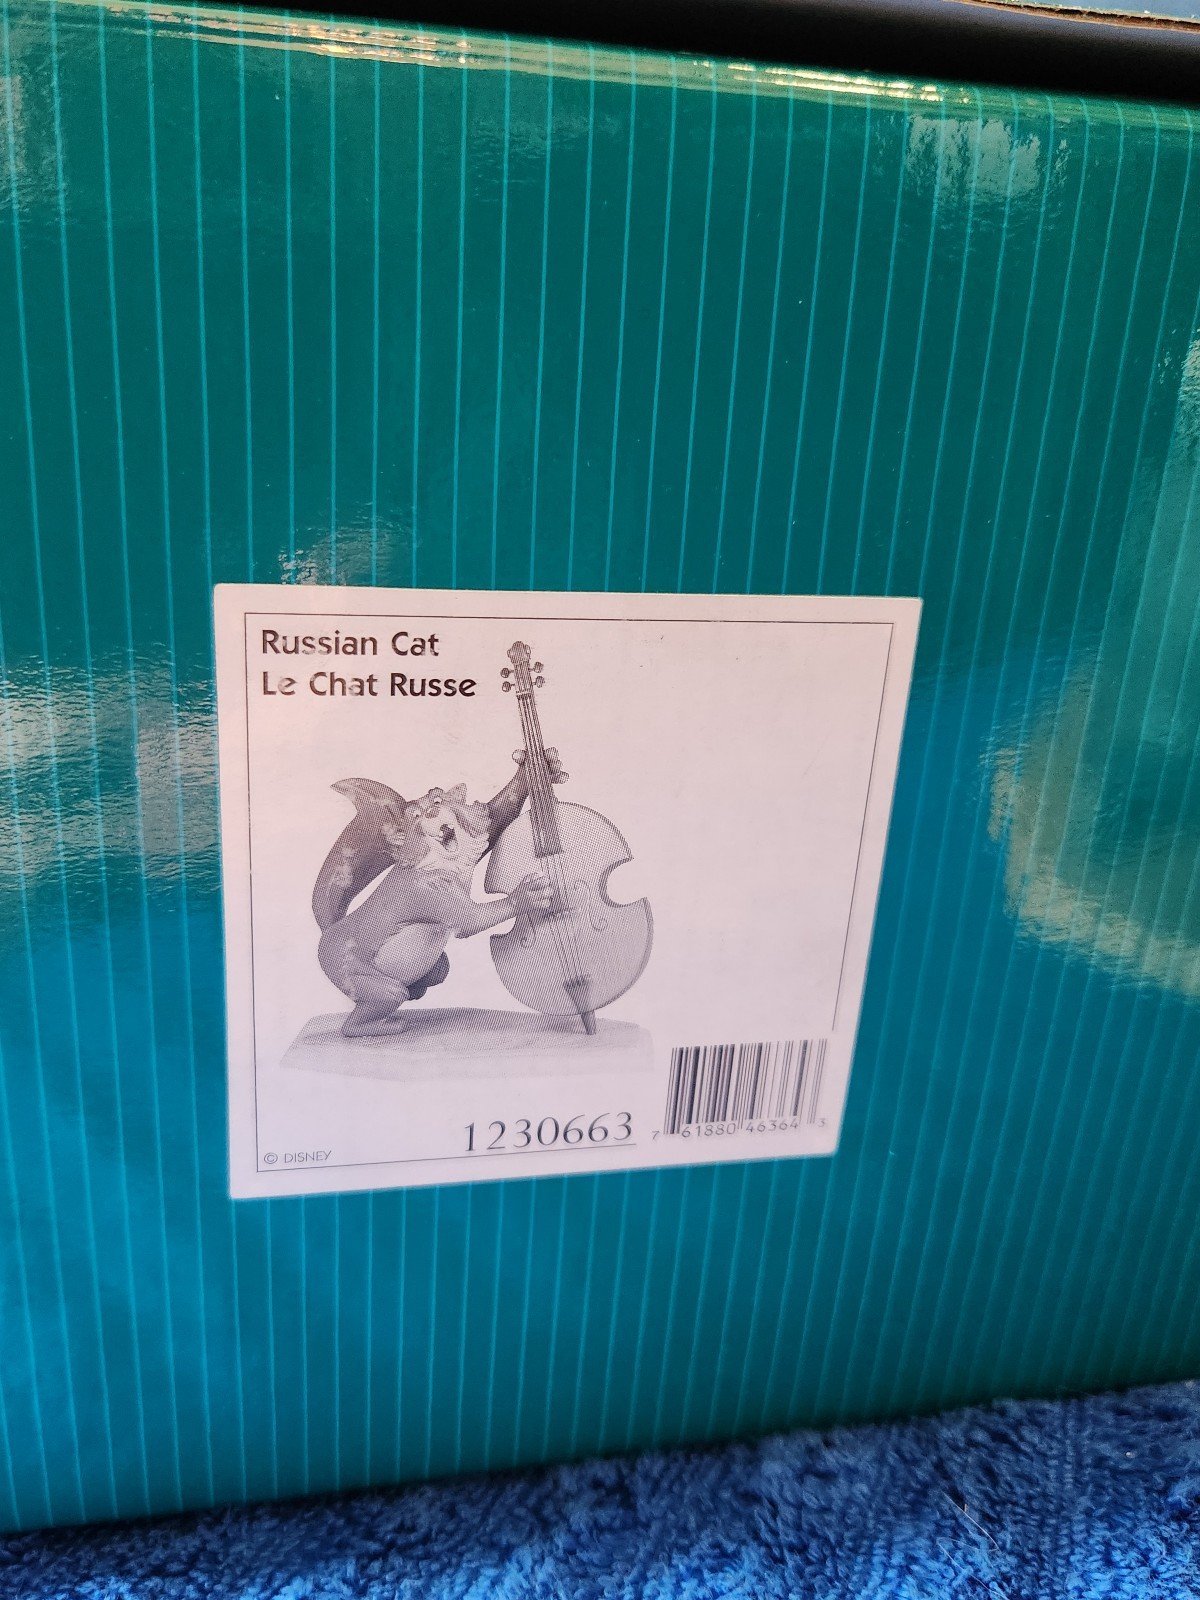 Russian Cat
Le Chat Russe
1230663
7 61880 46364 3
© DISNEY